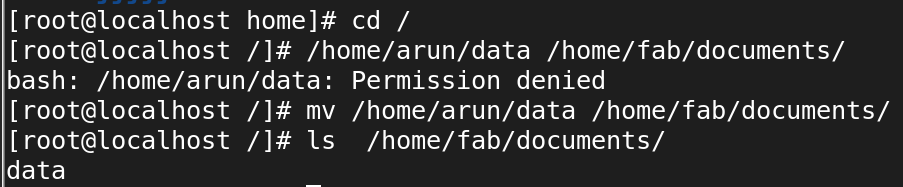 [root@localhost home]# cd /
[root@localhost /]# /home/arun/data /home/fab/documents/
bash: /home/arun/data: Permission denied
[root@localhost /]# mv /home/arun/data /home/fab/documents/
[root@localhost /]# ls  /home/fab/documents/
data